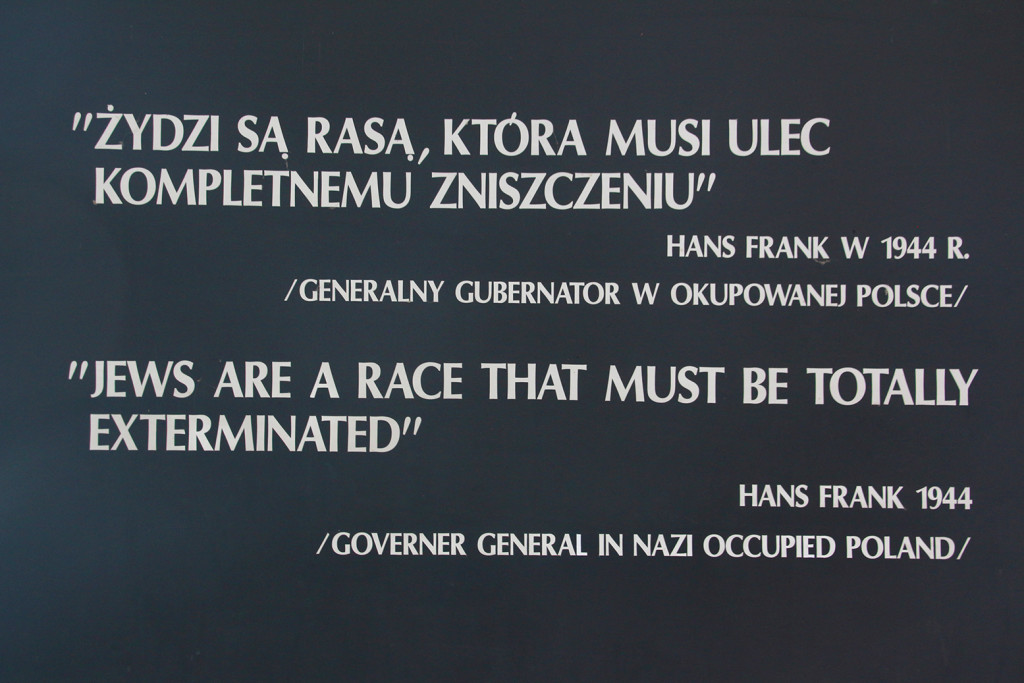 "ŻYDZI SĄ RASĄ, KTÓRA MUSI ULEC
KOMPLETNEMU ZNISZCZENIU"
HANS FRANK W 1944 R.
/GENERALNY GUBERNATOR W OKUPOWANEJ POLSCE/
"JEWS ARE A RACE THAT MUST BE TOTALLY
EXTERMINATED"
HANS FRANK 1944
/GOVERNER GENERAL IN NAZI OCCUPIED POLAND/